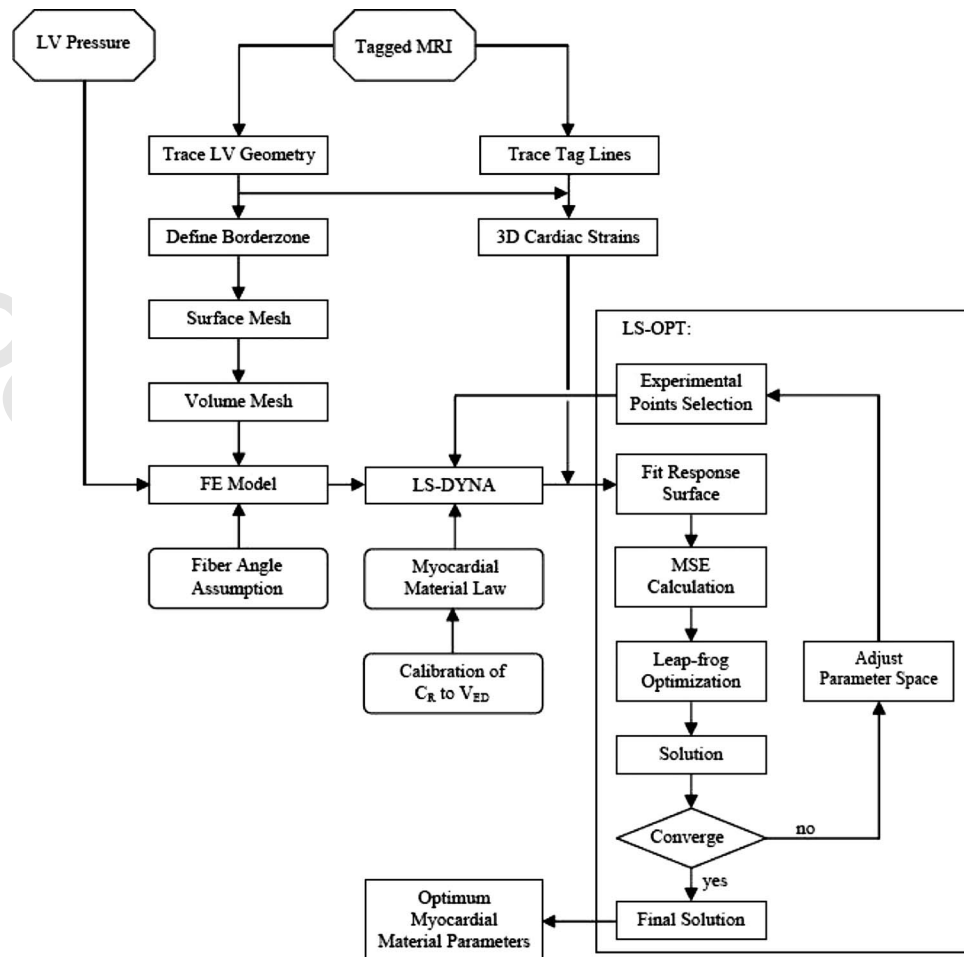 LV Pressure
Tagged MRI
Trace LV Geometry
Trace Tag Lines
Define Borderzone
3D Cardiac Strains
Surface Mesh
LS-OPT:
Experimental
Points Selection
Volume Mesh
FE Model
LS-DYNA
Fit Response
Surface
Fiber Angle
Assumption
Myocardial
Material Law
MSE
Calculation
Calibration of
C_R to V_ED
Leap-frog
Optimization
Adjust
Parameter Space
Solution
Converge
no
yes
Optimum
Myocardial
Material Parameters
Final Solution